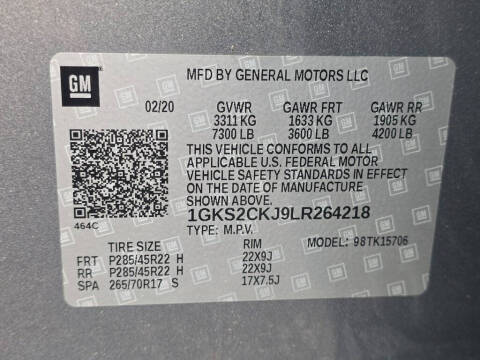 GM
MFD BY GENERAL MOTORS LLC
02/20 GVWR GAWR FRT GAWR RR
3311 KG 1633 KG 1905 KG
7300 LB 3600 LB 4200 LB
THIS VEHICLE CONFORMS TO ALL
APPLICABLE U.S. FEDERAL MOTOR
VEHICLE SAFETY STANDARDS IN EFFECT
ON THE DATE OF MANUFACTURE
SHOWN ABOVE.
1GKS2CKJ9LR264218
464C
TYPE: M.P.V.
TIRE SIZE RIM MODEL: 98TK15706
FRT P285/45R22 H 22X9J
RR P285/45R22 H 22X9J
SPA 265/70R17 S 17X7.5J